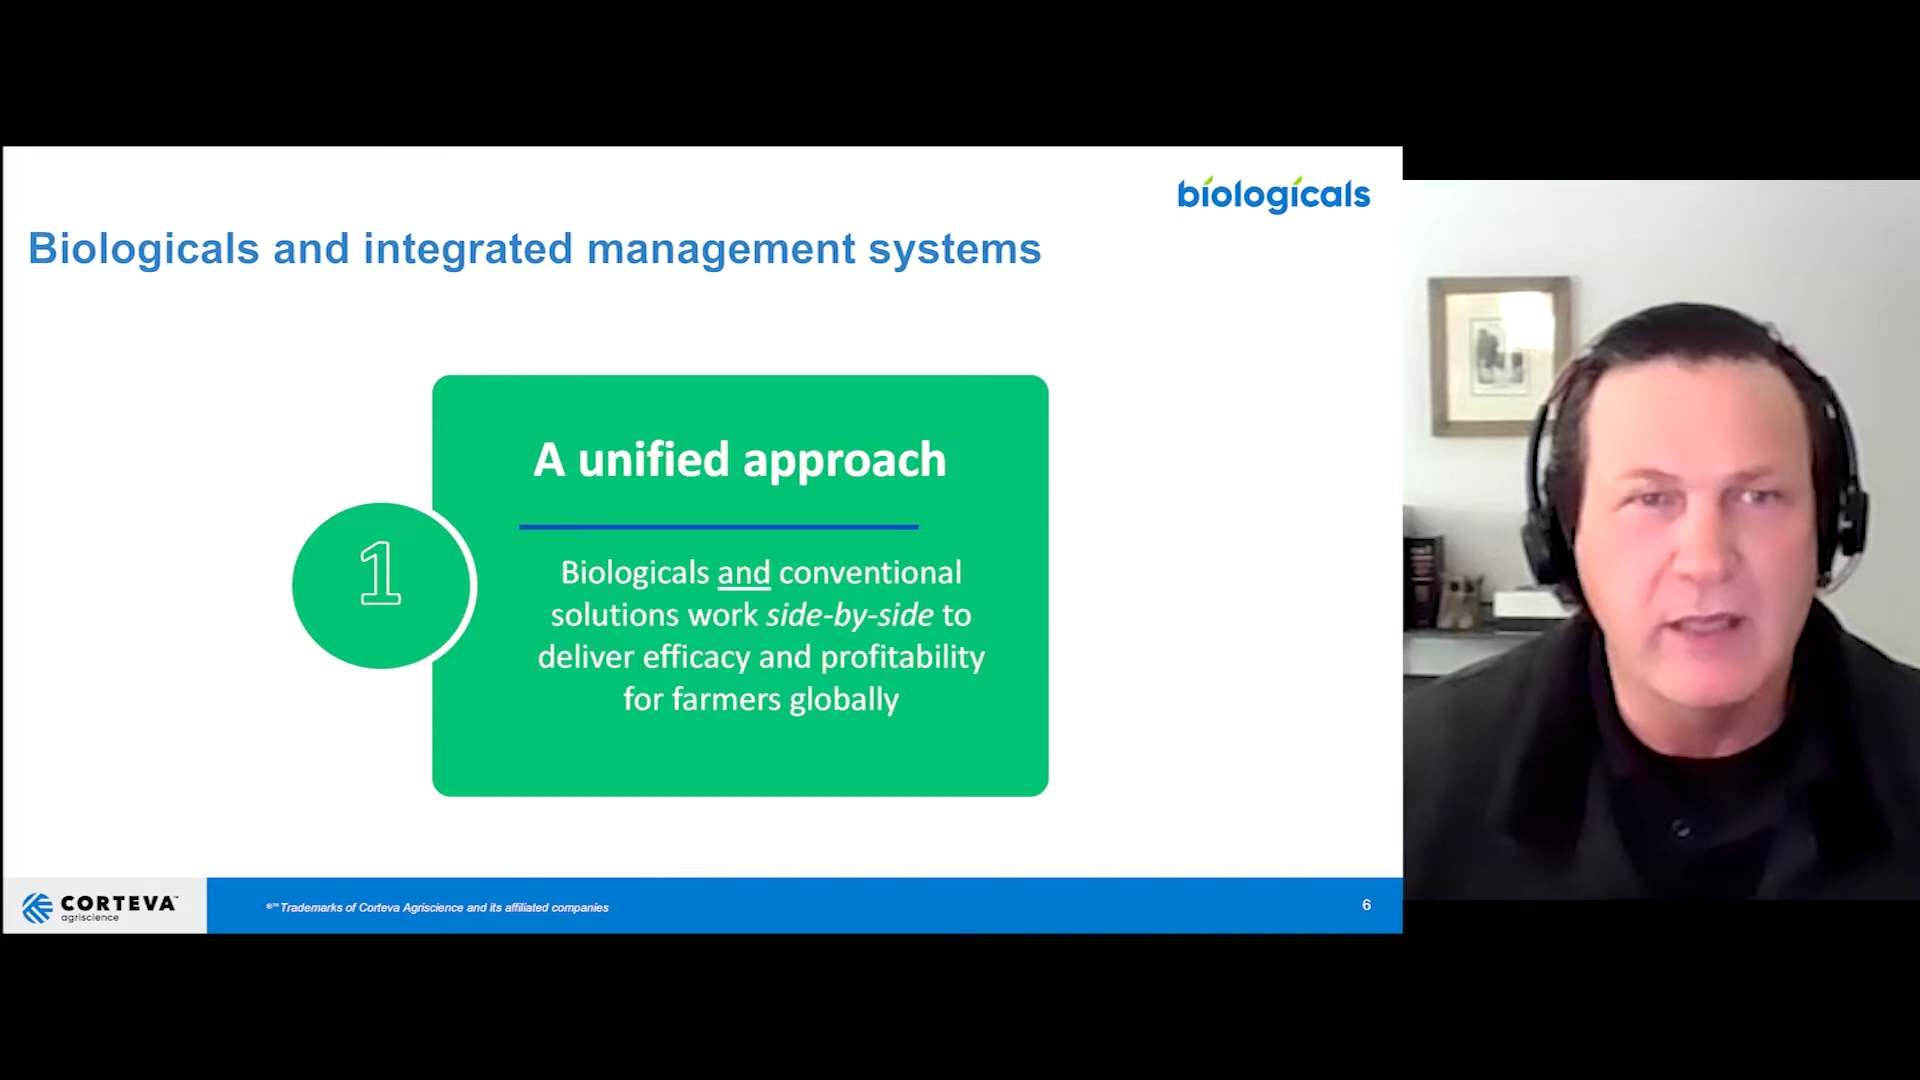 biologicals
Biologicals and integrated management systems
A unified approach
1
Biologicals and conventional
solutions work side-by-side to
deliver efficacy and profitability
for farmers globally
CORTEVA™
agriscience
®™ Trademarks of Corteva Agriscience and its affiliated companies
6